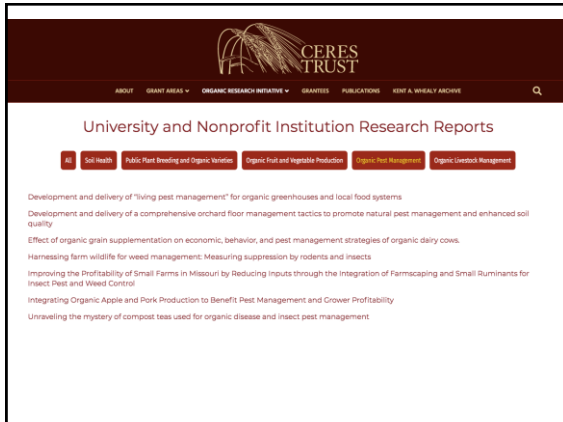 CERES
TRUST
ABOUT GRANT AREAS ORGANIC RESEARCH INITIATIVE GRANTEES PUBLICATIONS KENT A. WHEALY ARCHIVE
University and Nonprofit Institution Research Reports
All Soil Health Public Plant Breeding and Organic Varieties Organic Fruit and Vegetable Production Organic Pest Management Organic Livestock Management
Development and delivery of "living pest management" for organic greenhouses and local food systems
Development and delivery of a comprehensive orchard floor management tactics to promote natural pest management and enhanced soil
quality
Effect of organic grain supplementation on economic, behavior, and pest management strategies of organic dairy cows.
Harnessing farm wildlife for weed management: Measuring suppression by rodents and insects
Improving the Profitability of Small Farms in Missouri by Reducing Inputs through the Integration of Farmscaping and Small Ruminants for
Insect Pest and Weed Control
Integrating Organic Apple and Pork Production to Benefit Pest Management and Grower Profitability
Unraveling the mystery of compost teas used for organic disease and insect pest management